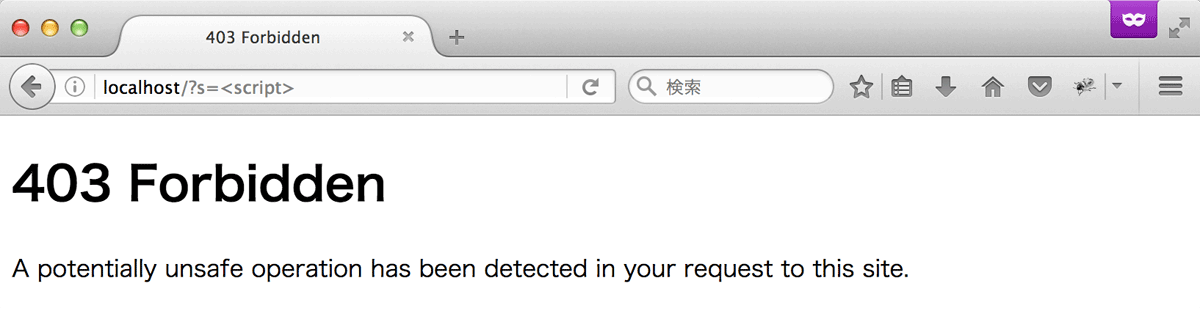 403 Forbidden
localhost/?s=<script>
検索
403 Forbidden
A potentially unsafe operation has been detected in your request to this site.